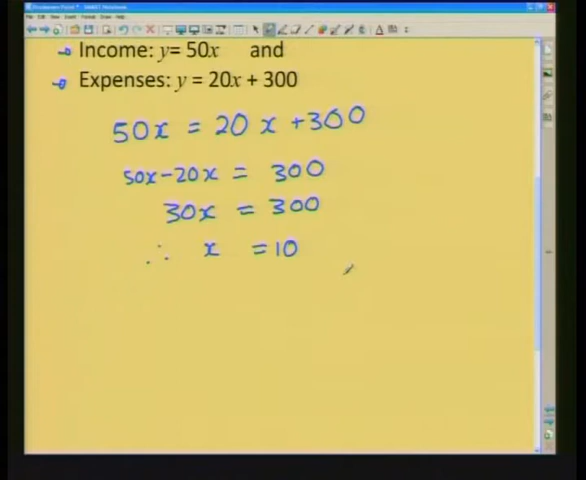 Income: y= 50x and
Expenses: y = 20x + 300
50x = 20x +300
50x-20x = 300
30x = 300
∴ x = 10